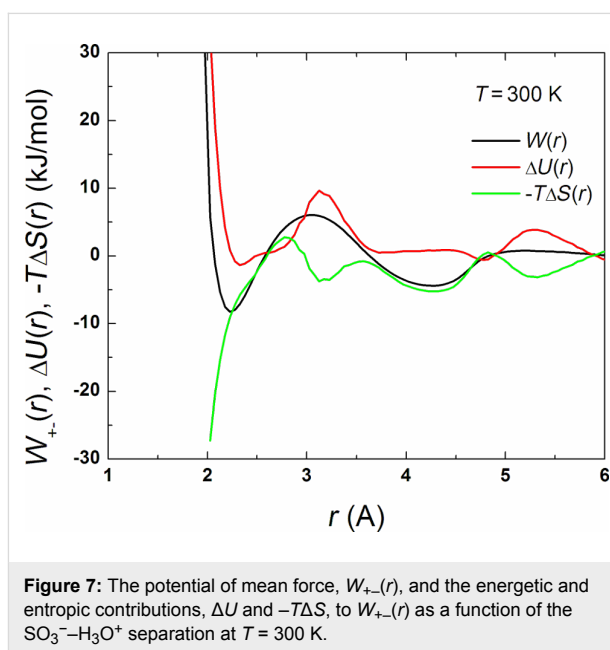 30
20
10
0
-10
-20
-30
1 2 3 4 5 6
W₊₋(r), ΔU(r), -TΔS(r) (kJ/mol)
r (A)
T = 300 K
W(r)
ΔU(r)
-TΔS(r)
Figure 7: The potential of mean force, W₊₋(r), and the energetic and
entropic contributions, ΔU and –TΔS, to W₊₋(r) as a function of the
SO₃⁻–H₃O⁺ separation at T = 300 K.